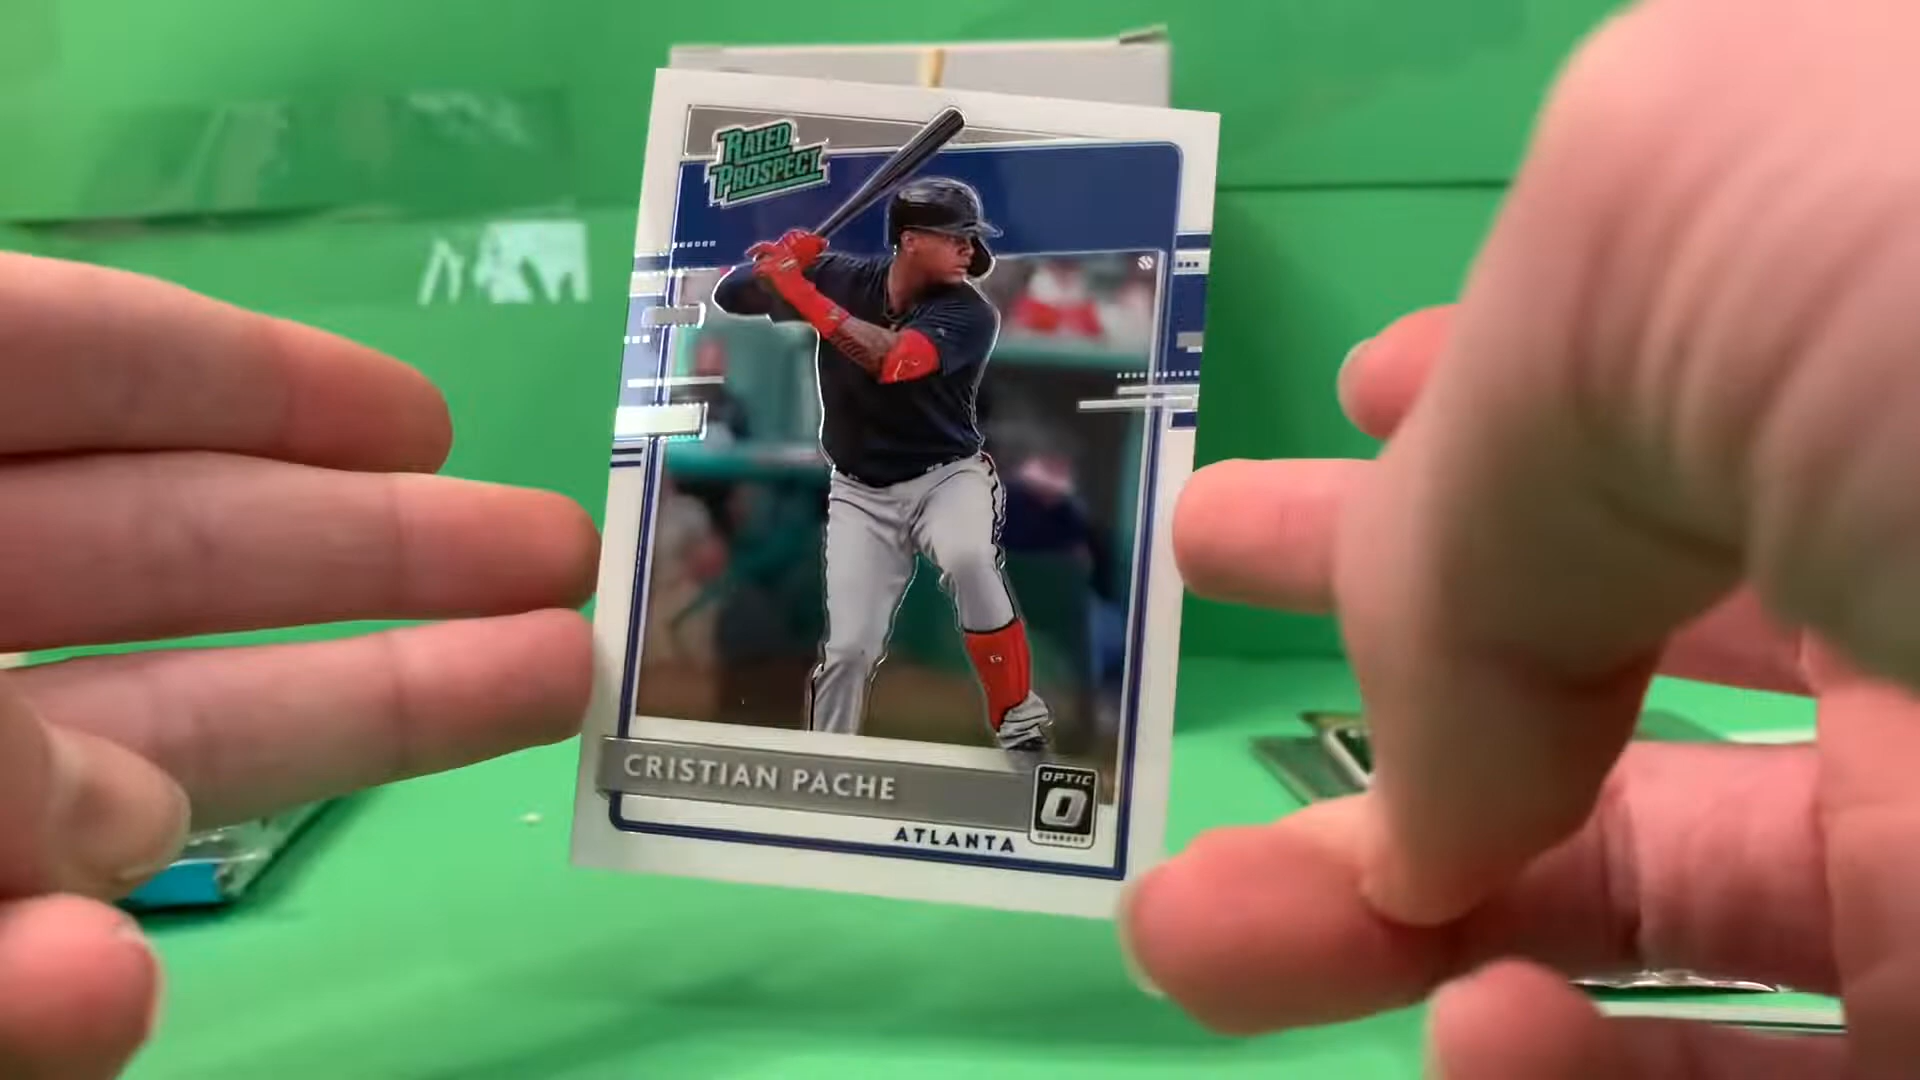 RATED
PROSPECT
CRISTIAN PACHE
OPTIC
O
DONRUSS
ATLANTA